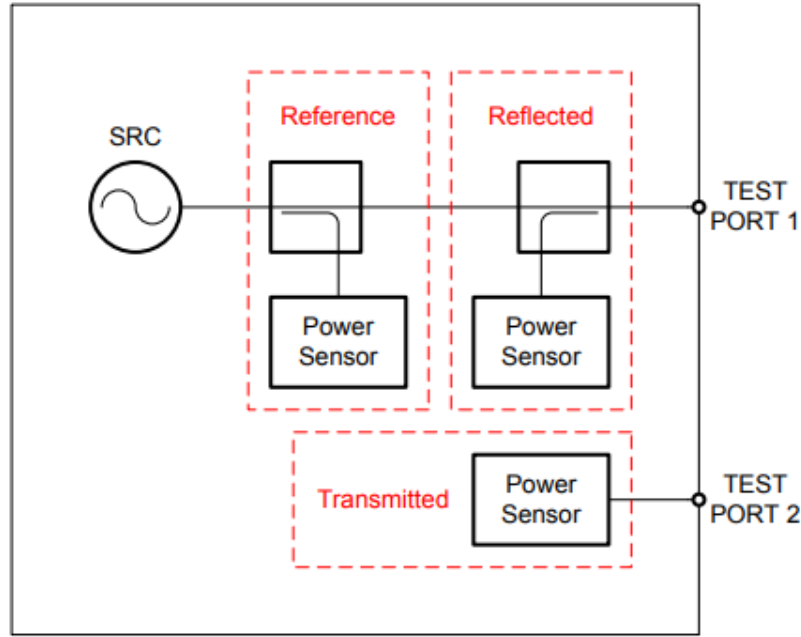 Reference
Reflected
SRC
TEST
PORT 1
Power
Sensor
Power
Sensor
Transmitted
Power
Sensor
TEST
PORT 2